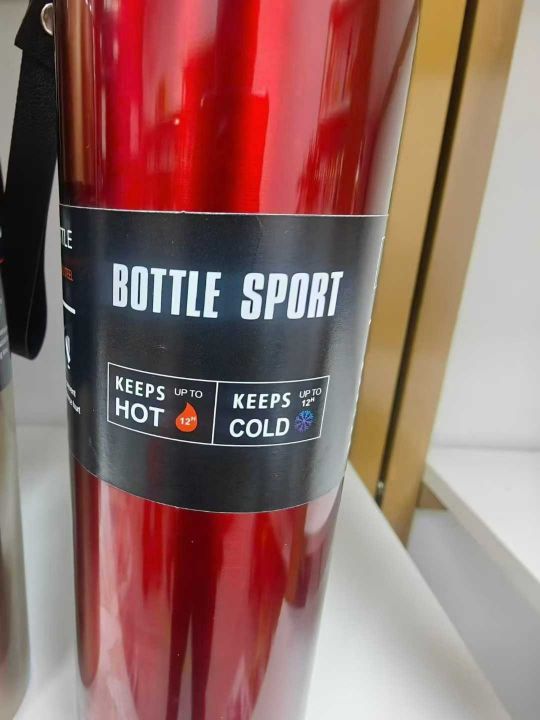 BOTTLE SPORT
KEEPS UP TO
HOT 12H
KEEPS UP TO
12H
COLD